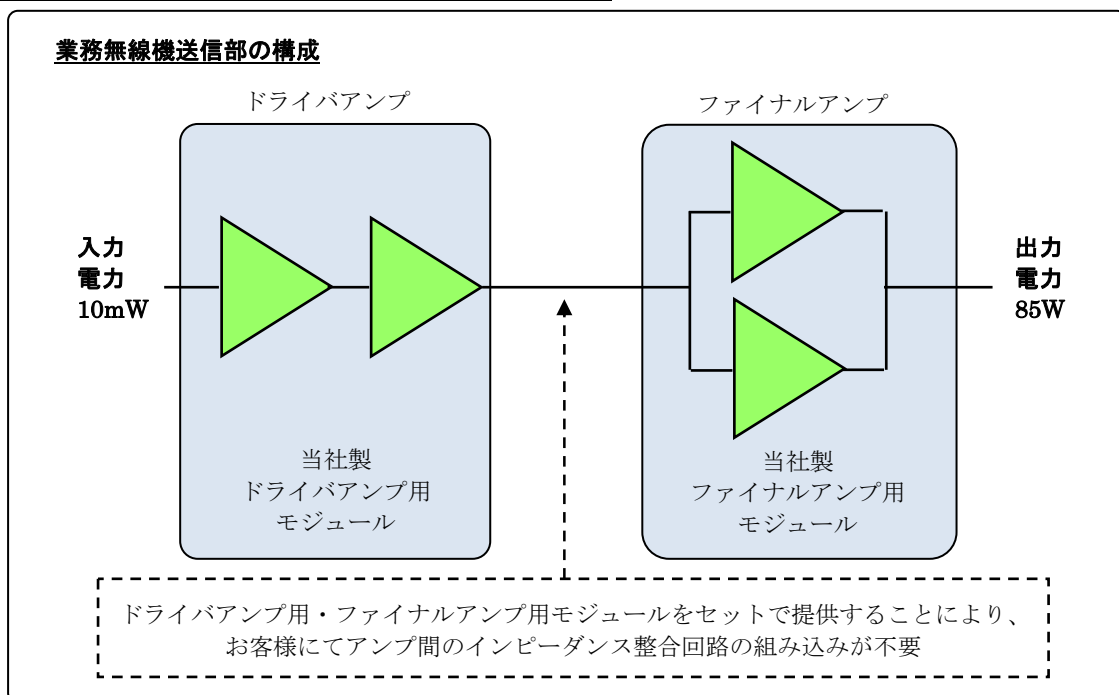 業務無線機送信部の構成
ドライバアンプ
ファイナルアンプ
入力
電力
10mW
出力
電力
85W
当社製
ドライバアンプ用
モジュール
当社製
ファイナルアンプ用
モジュール
ドライバアンプ用・ファイナルアンプ用モジュールをセットで提供することにより、
お客様にてアンプ間のインピーダンス整合回路の組み込みが不要